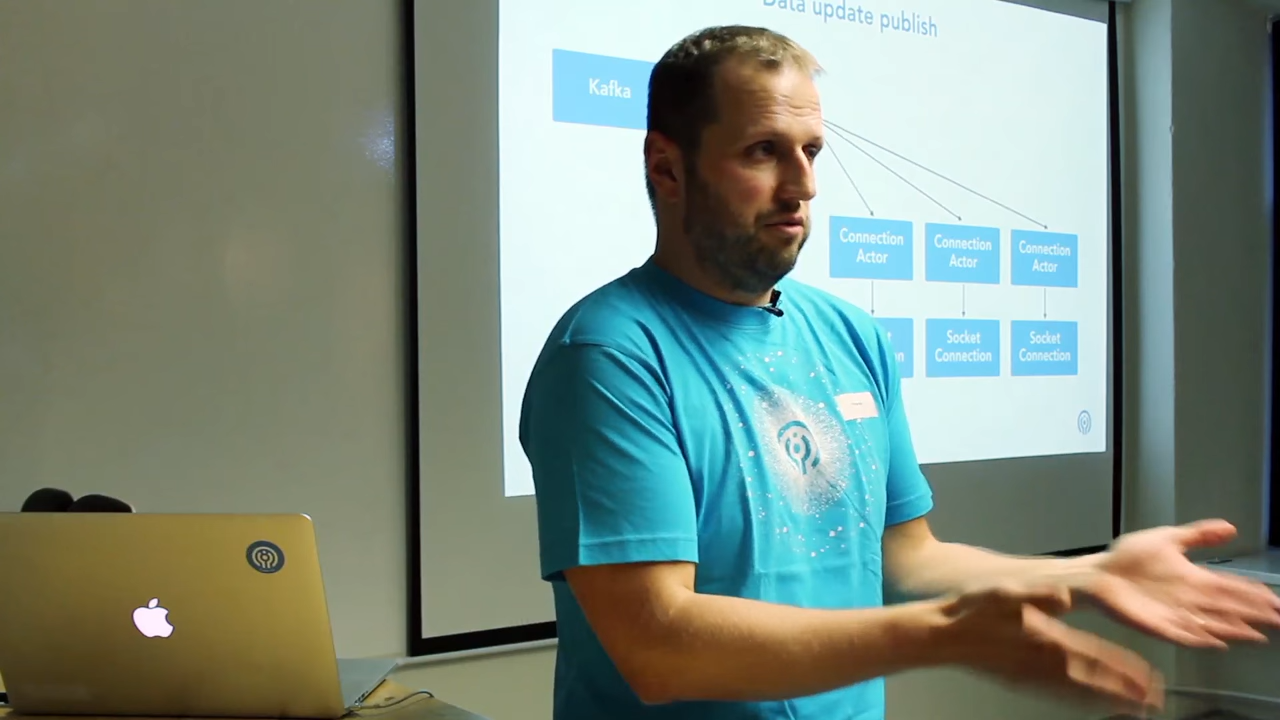 Data update publish
Kafka
Connection
Actor
Connection
Actor
Connection
Actor
Socket
Connection
Socket
Connection